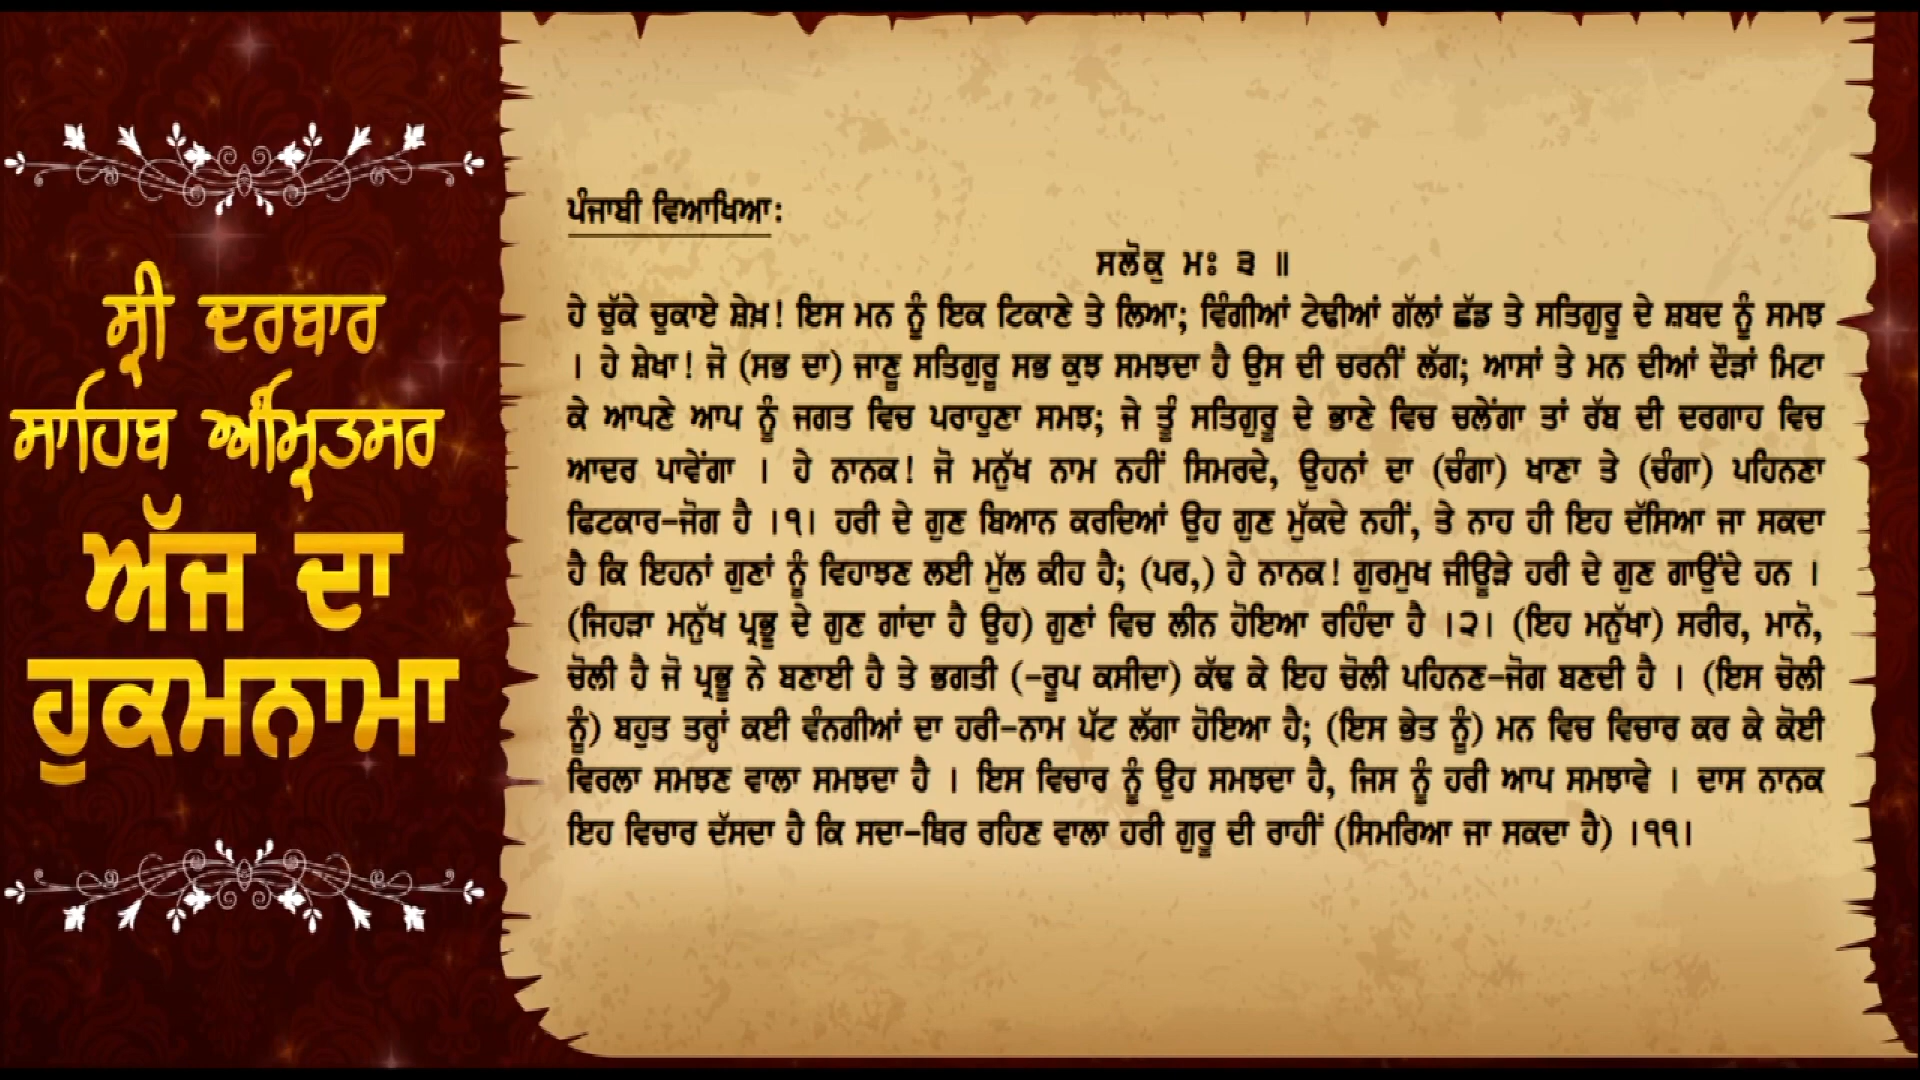 ਸ੍ਰੀ ਦਰਬਾਰ
ਸਾਹਿਬ ਅੰਮ੍ਰਿਤਸਰ
ਅੱਜ ਦਾ
ਹੁਕਮਨਾਮਾ
ਪੰਜਾਬੀ ਵਿਆਖਿਆ:
ਸਲੋਕੁ ਮਃ ੩ ॥
ਹੇ ਚੁੱਕੇ ਚੁਕਾਏ ਸ਼ੇਖ਼! ਇਸ ਮਨ ਨੂੰ ਇਕ ਟਿਕਾਣੇ ਤੇ ਲਿਆ; ਵਿੰਗੀਆਂ ਟੇਢੀਆਂ ਗੱਲਾਂ ਛੱਡ ਤੇ ਸਤਿਗੁਰੂ ਦੇ ਸ਼ਬਦ ਨੂੰ ਸਮਝ
। ਹੇ ਸ਼ੇਖਾ! ਜੋ (ਸਭ ਦਾ) ਜਾਣੂ ਸਤਿਗੁਰੂ ਸਭ ਕੁਝ ਸਮਝਦਾ ਹੈ ਉਸ ਦੀ ਚਰਨੀਂ ਲੱਗ; ਆਸਾਂ ਤੇ ਮਨ ਦੀਆਂ ਦੌੜਾਂ ਮਿਟਾ
ਕੇ ਆਪਣੇ ਆਪ ਨੂੰ ਜਗਤ ਵਿਚ ਪਰਾਹੁਣਾ ਸਮਝ; ਜੇ ਤੂੰ ਸਤਿਗੁਰੂ ਦੇ ਭਾਣੇ ਵਿਚ ਚਲੇਂਗਾ ਤਾਂ ਰੱਬ ਦੀ ਦਰਗਾਹ ਵਿਚ
ਆਦਰ ਪਾਵੇਂਗਾ । ਹੇ ਨਾਨਕ! ਜੋ ਮਨੁੱਖ ਨਾਮ ਨਹੀਂ ਸਿਮਰਦੇ, ਉਹਨਾਂ ਦਾ (ਚੰਗਾ) ਖਾਣਾ ਤੇ (ਚੰਗਾ) ਪਹਿਨਣਾ
ਫਿਟਕਾਰ-ਜੋਗ ਹੈ ।੧। ਹਰੀ ਦੇ ਗੁਣ ਬਿਆਨ ਕਰਦਿਆਂ ਉਹ ਗੁਣ ਮੁੱਕਦੇ ਨਹੀਂ, ਤੇ ਨਾਹ ਹੀ ਇਹ ਦੱਸਿਆ ਜਾ ਸਕਦਾ
ਹੈ ਕਿ ਇਹਨਾਂ ਗੁਣਾਂ ਨੂੰ ਵਿਹਾਝਣ ਲਈ ਮੁੱਲ ਕੀਹ ਹੈ; (ਪਰ,) ਹੇ ਨਾਨਕ! ਗੁਰਮੁਖ ਜੀਊੜੇ ਹਰੀ ਦੇ ਗੁਣ ਗਾਉਂਦੇ ਹਨ ।
(ਜਿਹੜਾ ਮਨੁੱਖ ਪ੍ਰਭੂ ਦੇ ਗੁਣ ਗਾਂਦਾ ਹੈ ਉਹ) ਗੁਣਾਂ ਵਿਚ ਲੀਨ ਹੋਇਆ ਰਹਿੰਦਾ ਹੈ ।੨। (ਇਹ ਮਨੁੱਖਾ) ਸਰੀਰ, ਮਾਨੋ,
ਚੋਲੀ ਹੈ ਜੋ ਪ੍ਰਭੂ ਨੇ ਬਣਾਈ ਹੈ ਤੇ ਭਗਤੀ (-ਰੂਪ ਕਸੀਦਾ) ਕੱਢ ਕੇ ਇਹ ਚੋਲੀ ਪਹਿਨਣ-ਜੋਗ ਬਣਦੀ ਹੈ । (ਇਸ ਚੋਲੀ
ਨੂੰ) ਬਹੁਤ ਤਰ੍ਹਾਂ ਕਈ ਵੰਨਗੀਆਂ ਦਾ ਹਰੀ-ਨਾਮ ਪੱਟ ਲੱਗਾ ਹੋਇਆ ਹੈ; (ਇਸ ਭੇਤ ਨੂੰ) ਮਨ ਵਿਚ ਵਿਚਾਰ ਕਰ ਕੇ ਕੋਈ
ਵਿਰਲਾ ਸਮਝਣ ਵਾਲਾ ਸਮਝਦਾ ਹੈ । ਇਸ ਵਿਚਾਰ ਨੂੰ ਉਹ ਸਮਝਦਾ ਹੈ, ਜਿਸ ਨੂੰ ਹਰੀ ਆਪ ਸਮਝਾਵੇ । ਦਾਸ ਨਾਨਕ
ਇਹ ਵਿਚਾਰ ਦੱਸਦਾ ਹੈ ਕਿ ਸਦਾ-ਥਿਰ ਰਹਿਣ ਵਾਲਾ ਹਰੀ ਗੁਰੂ ਦੀ ਰਾਹੀਂ (ਸਿਮਰਿਆ ਜਾ ਸਕਦਾ ਹੈ) ।੧੧।